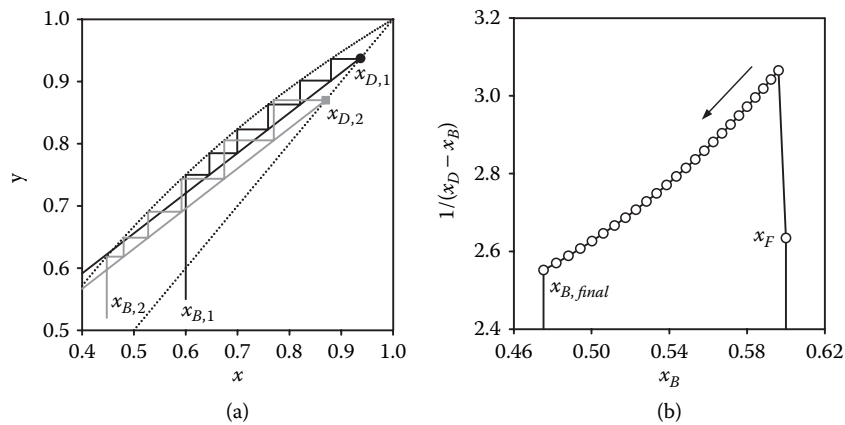 1.0
0.9
0.8
0.7
0.6
0.5
y
0.4 0.5 0.6 0.7 0.8 0.9 1.0
x
x_{D,1}
x_{D,2}
x_{B,2}
x_{B,1}
(a)
3.2
3.0
2.8
2.6
2.4
1/(x_D – x_B)
0.46 0.50 0.54 0.58 0.62
x_B
x_F
x_{B, final}
(b)